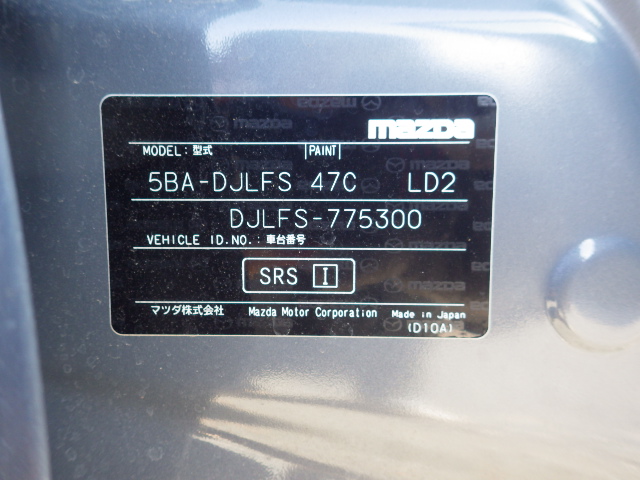 mazda
MODEL: 型式 |PAINT|
5BA-DJLFS 47C LD2
DJLFS-775300
VEHICLE I D.NO.: 車台番号
SRS I
マツダ株式会社 Mazda Motor Corporation Made in Japan
(D10A)